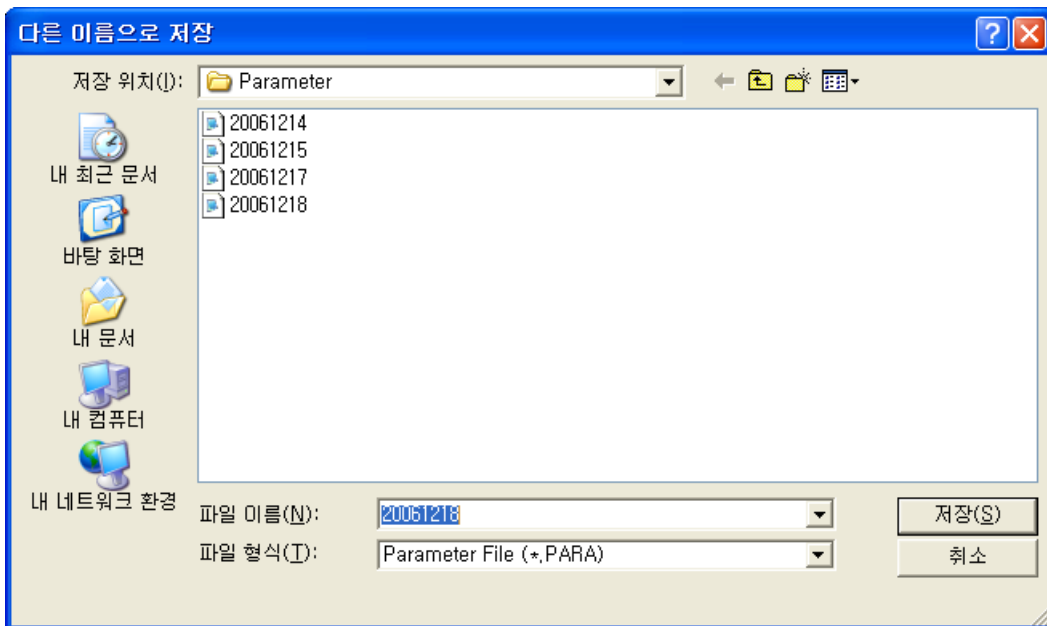 다른 이름으로 저장
저장 위치(I):
Parameter
20061214
20061215
20061217
20061218
내 최근 문서
바탕 화면
내 문서
내 컴퓨터
내 네트워크 환경
파일 이름(N):
20061218
저장(S)
파일 형식(T):
Parameter File (*,PARA)
취소